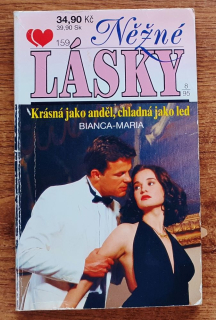 34,90 Kč
39,90 Sk
159
Něžné
LÁSKY
8
95
Krásná jako anděl, chladná jako led
BIANCA-MARIA